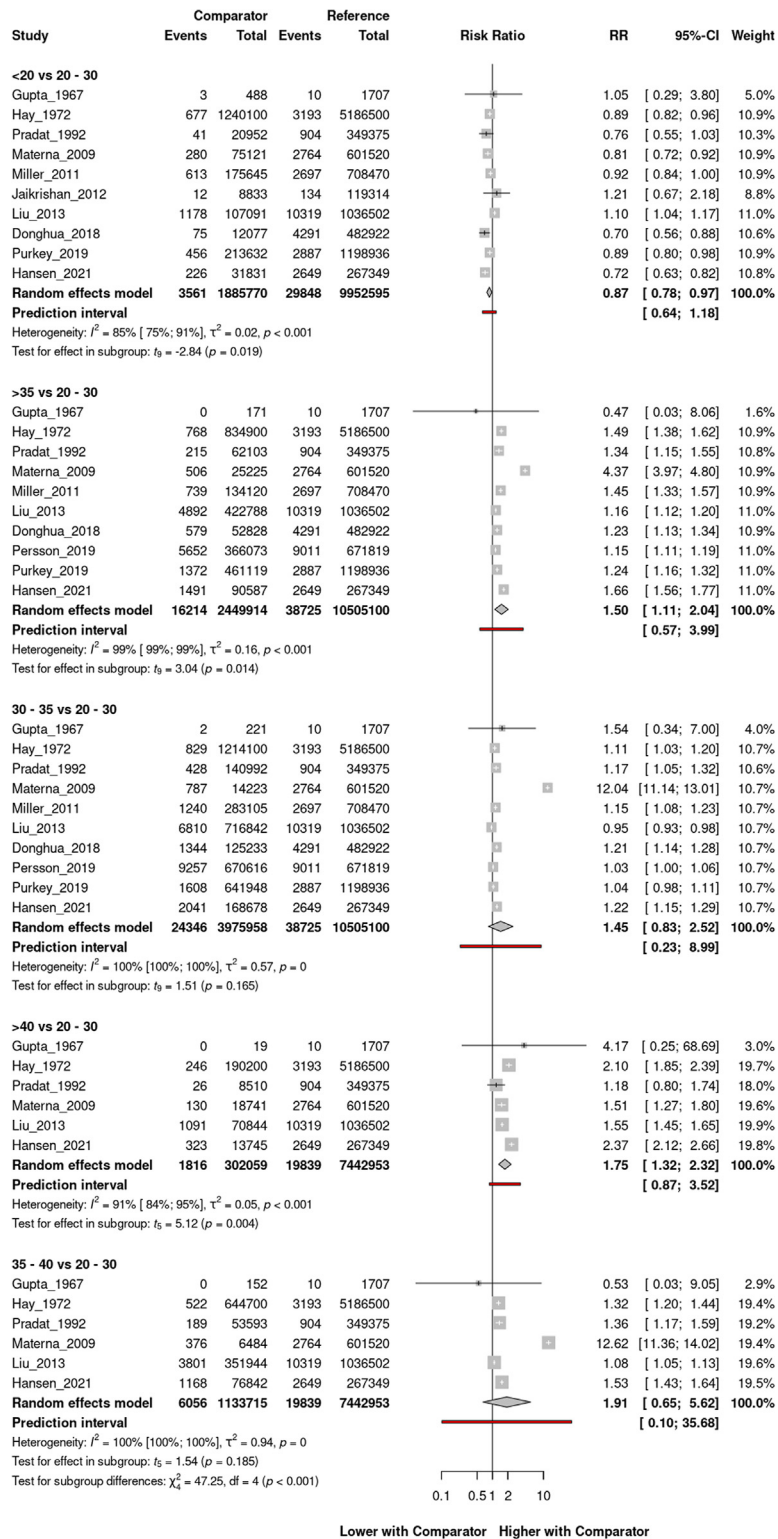 Comparator Reference
Study Events Total Events Total Risk Ratio RR 95%-CI Weight
<20 vs 20 - 30
Gupta_1967 3 488 10 1707 1.05 [ 0.29; 3.80] 5.0%
Hay_1972 677 1240100 3193 5186500 0.89 [ 0.82; 0.96] 10.9%
Pradat_1992 41 20952 904 349375 0.76 [ 0.55; 1.03] 10.9%
Materna_2009 280 75121 2764 601520 0.81 [ 0.72; 0.92] 10.9%
Miller_2011 613 175645 2697 708470 0.92 [ 0.84; 1.00] 10.9%
Jaikrishan_2012 12 8833 134 119314 1.21 [ 0.67; 2.18] 8.8%
Liu_2013 1178 107091 10319 1036502 1.10 [ 1.04; 1.17] 11.0%
Donghua_2018 75 12077 4291 482922 0.70 [ 0.56; 0.88] 10.6%
Purkey_2019 456 213632 2887 1198936 0.89 [ 0.80; 0.98] 10.9%
Hansen_2021 226 31831 2649 267349 0.72 [ 0.63; 0.82] 10.9%
Random effects model 3561 1885770 29848 9952595 0.87 [ 0.78; 0.97] 100.0%
Prediction interval [ 0.64; 1.18]
Heterogeneity: I² = 85% [ 75%; 91%], τ² = 0.02, p < 0.001
Test for effect in subgroup: t₉ = -2.84 (p = 0.019)
>35 vs 20 - 30
Gupta_1967 0 171 10 1707 0.47 [ 0.03; 8.06] 1.6%
Hay_1972 768 834900 3193 5186500 1.49 [ 1.38; 1.62] 10.9%
Pradat_1992 215 62103 904 349375 1.34 [ 1.15; 1.55] 10.8%
Materna_2009 506 25225 2764 601520 4.37 [ 3.97; 4.80] 10.9%
Miller_2011 739 134120 2697 708470 1.45 [ 1.33; 1.57] 10.9%
Liu_2013 4892 422788 10319 1036502 1.16 [ 1.12; 1.20] 11.0%
Donghua_2018 579 52828 4291 482922 1.23 [ 1.13; 1.34] 10.9%
Persson_2019 5652 366073 9011 671819 1.15 [ 1.11; 1.19] 11.0%
Purkey_2019 1372 461119 2887 1198936 1.24 [ 1.16; 1.32] 11.0%
Hansen_2021 1491 90587 2649 267349 1.66 [ 1.56; 1.77] 11.0%
Random effects model 16214 2449914 38725 10505100 1.50 [ 1.11; 2.04] 100.0%
Prediction interval [ 0.57; 3.99]
Heterogeneity: I² = 99% [ 99%; 99%], τ² = 0.16, p < 0.001
Test for effect in subgroup: t₉ = 3.04 (p = 0.014)
30 - 35 vs 20 - 30
Gupta_1967 2 221 10 1707 1.54 [ 0.34; 7.00] 4.0%
Hay_1972 829 1214100 3193 5186500 1.11 [ 1.03; 1.20] 10.7%
Pradat_1992 428 140992 904 349375 1.17 [ 1.05; 1.32] 10.6%
Materna_2009 787 14223 2764 601520 12.04 [11.14; 13.01] 10.7%
Miller_2011 1240 283105 2697 708470 1.15 [ 1.08; 1.23] 10.7%
Liu_2013 6810 716842 10319 1036502 0.95 [ 0.93; 0.98] 10.7%
Donghua_2018 1344 125233 4291 482922 1.21 [ 1.14; 1.28] 10.7%
Persson_2019 9257 670616 9011 671819 1.03 [ 1.00; 1.06] 10.7%
Purkey_2019 1608 641948 2887 1198936 1.04 [ 0.98; 1.11] 10.7%
Hansen_2021 2041 168678 2649 267349 1.22 [ 1.15; 1.29] 10.7%
Random effects model 24346 3975958 38725 10505100 1.45 [ 0.83; 2.52] 100.0%
Prediction interval [ 0.23; 8.99]
Heterogeneity: I² = 100% [100%; 100%], τ² = 0.57, p = 0
Test for effect in subgroup: t₉ = 1.51 (p = 0.165)
>40 vs 20 - 30
Gupta_1967 0 19 10 1707 4.17 [ 0.25; 68.69] 3.0%
Hay_1972 246 190200 3193 5186500 2.10 [ 1.85; 2.39] 19.7%
Pradat_1992 26 8510 904 349375 1.18 [ 0.80; 1.74] 18.0%
Materna_2009 130 18741 2764 601520 1.51 [ 1.27; 1.80] 19.6%
Liu_2013 1091 70844 10319 1036502 1.55 [ 1.45; 1.65] 19.9%
Hansen_2021 323 13745 2649 267349 2.37 [ 2.12; 2.66] 19.8%
Random effects model 1816 302059 19839 7442953 1.75 [ 1.32; 2.32] 100.0%
Prediction interval [ 0.87; 3.52]
Heterogeneity: I² = 91% [ 84%; 95%], τ² = 0.05, p < 0.001
Test for effect in subgroup: t₅ = 5.12 (p = 0.004)
35 - 40 vs 20 - 30
Gupta_1967 0 152 10 1707 0.53 [ 0.03; 9.05] 2.9%
Hay_1972 522 644700 3193 5186500 1.32 [ 1.20; 1.44] 19.4%
Pradat_1992 189 53593 904 349375 1.36 [ 1.17; 1.59] 19.2%
Materna_2009 376 6484 2764 601520 12.62 [11.36; 14.02] 19.4%
Liu_2013 3801 351944 10319 1036502 1.08 [ 1.05; 1.13] 19.6%
Hansen_2021 1168 76842 2649 267349 1.53 [ 1.43; 1.64] 19.5%
Random effects model 6056 1133715 19839 7442953 1.91 [ 0.65; 5.62] 100.0%
Prediction interval [ 0.10; 35.68]
Heterogeneity: I² = 100% [100%; 100%], τ² = 0.94, p = 0
Test for effect in subgroup: t₅ = 1.54 (p = 0.185)
Test for subgroup differences: χ²₄ = 47.25, df = 4 (p < 0.001)
0.1 0.5 1 2 10
Lower with Comparator Higher with Comparator